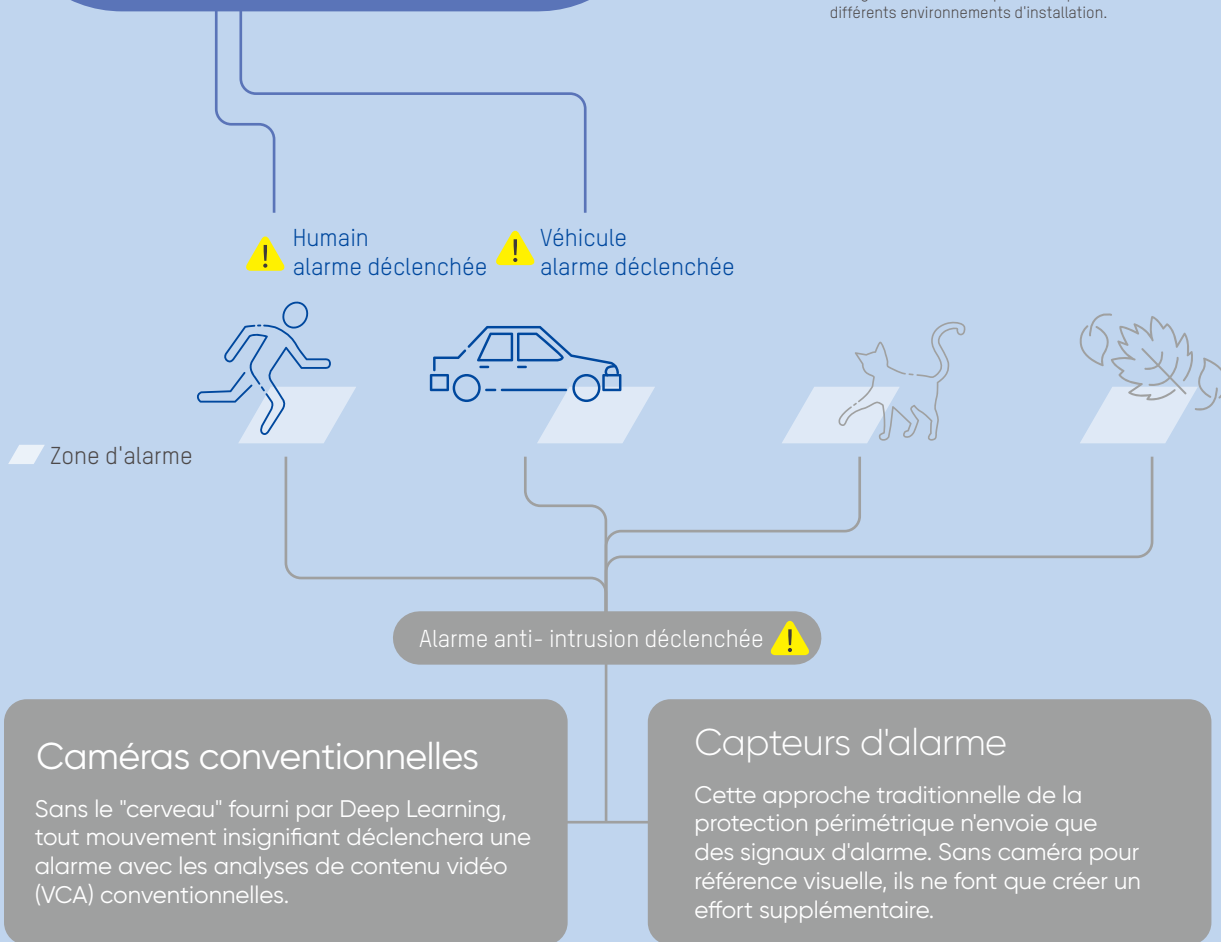 différents environnements d'installation.
Humain
alarme déclenchée
Véhicule
alarme déclenchée
Zone d'alarme
Alarme anti- intrusion déclenchée
Caméras conventionnelles
Sans le "cerveau" fourni par Deep Learning,
tout mouvement insignifiant déclenchera une
alarme avec les analyses de contenu vidéo
(VCA) conventionnelles.
Capteurs d'alarme
Cette approche traditionnelle de la
protection périmétrique n'envoie que
des signaux d'alarme. Sans caméra pour
référence visuelle, ils ne font que créer un
effort supplémentaire.